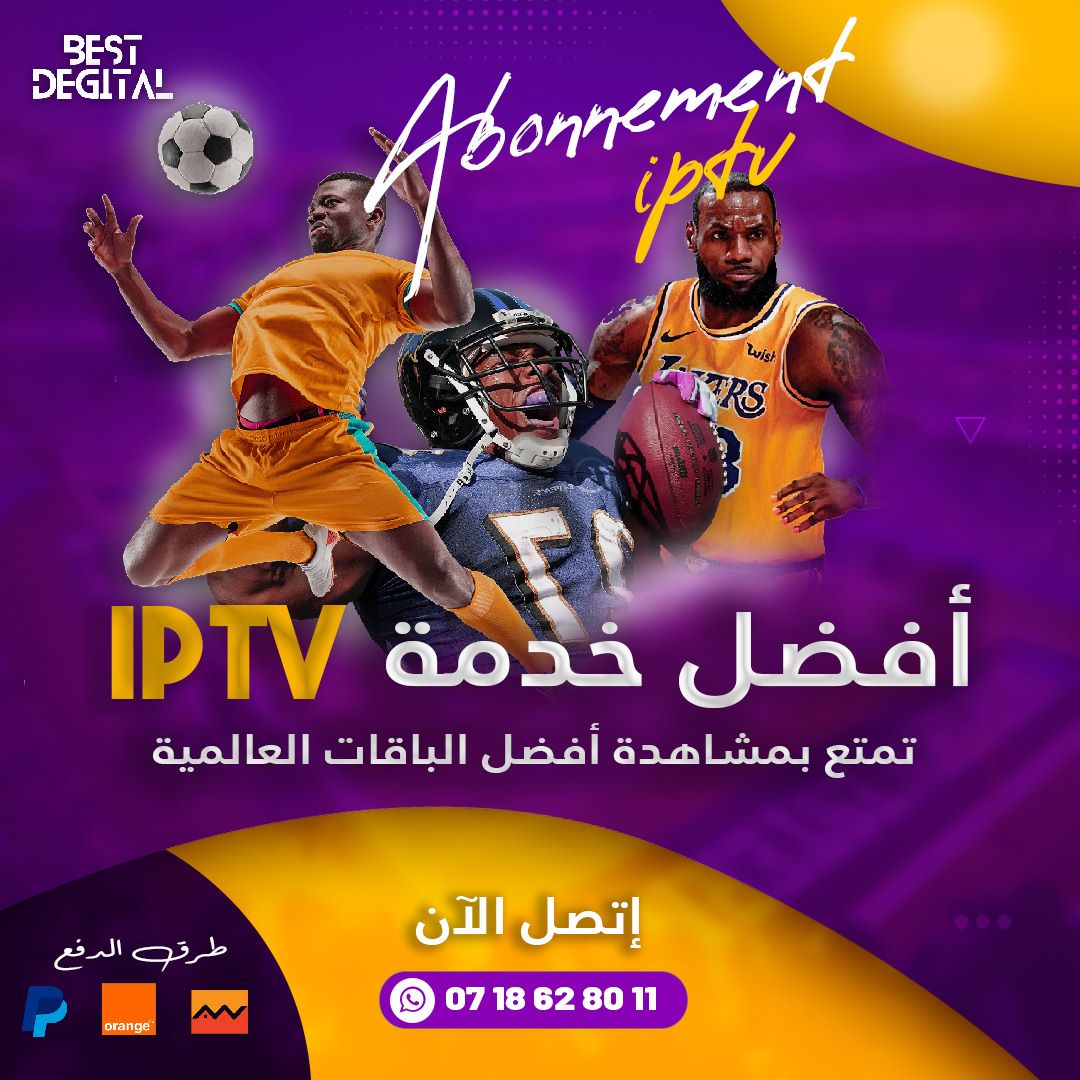 BEST
DEGITAL
Abonnement
iptv
wish
أفضل خدمة IPTV
تمتع بمشاهدة أفضل الباقات العالمية
إتصل الآن
07 18 62 80 11
طرق الدفع
orange